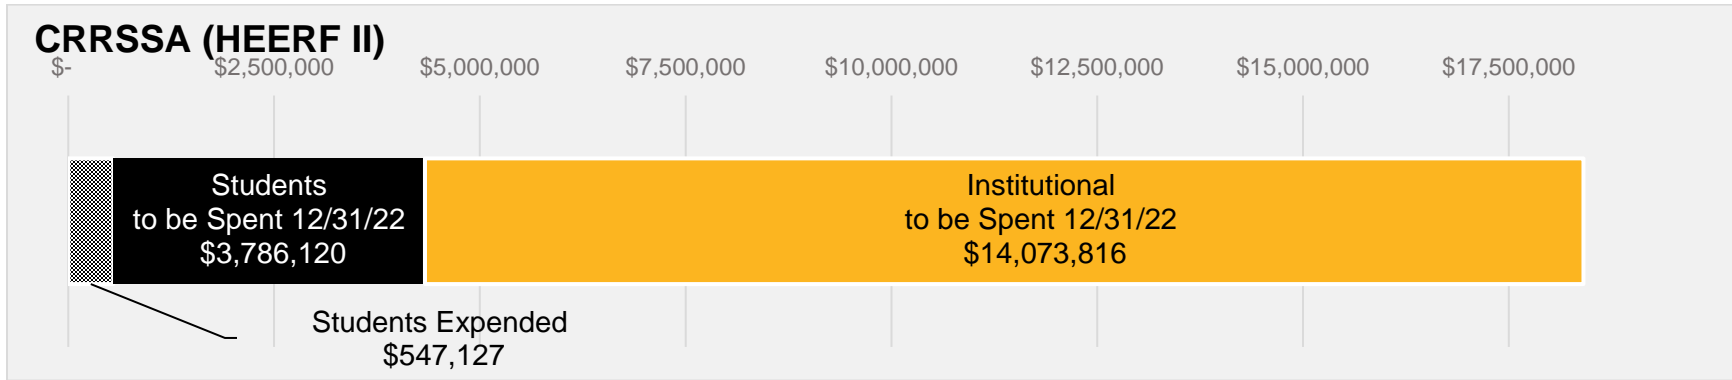 CRRSSA (HEERF II)
$-
$2,500,000
$5,000,000
$7,500,000
$10,000,000
$12,500,000
$15,000,000
$17,500,000
Students
to be Spent 12/31/22
$3,786,120
Institutional
to be Spent 12/31/22
$14,073,816
Students Expended
$547,127